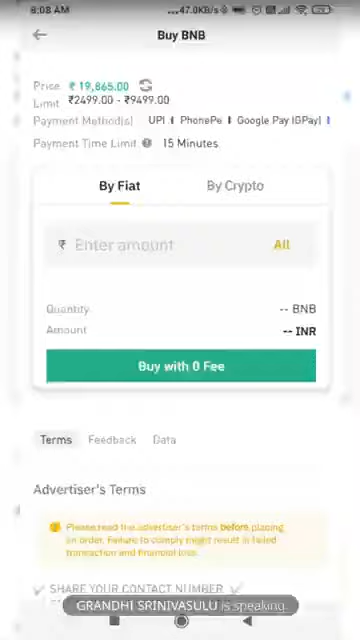 8:08 AM ...47.0KB/s
Buy BNB
Price ₹ 19,865.00
Limit ₹2499.00 - ₹9499.00
Payment Method(s) UPI PhonePe Google Pay (GPay)
Payment Time Limit 15 Minutes
By Fiat By Crypto
₹ Enter amount All
Quantity -- BNB
Amount -- INR
Buy with 0 Fee
Terms Feedback Data
Advertiser's Terms
Please read the advertiser's terms before placing
an order. Failure to comply might result in failed
transaction and financial loss.
SHARE YOUR CONTACT NUMBER
GRANDHI SRINIVASULU is speaking